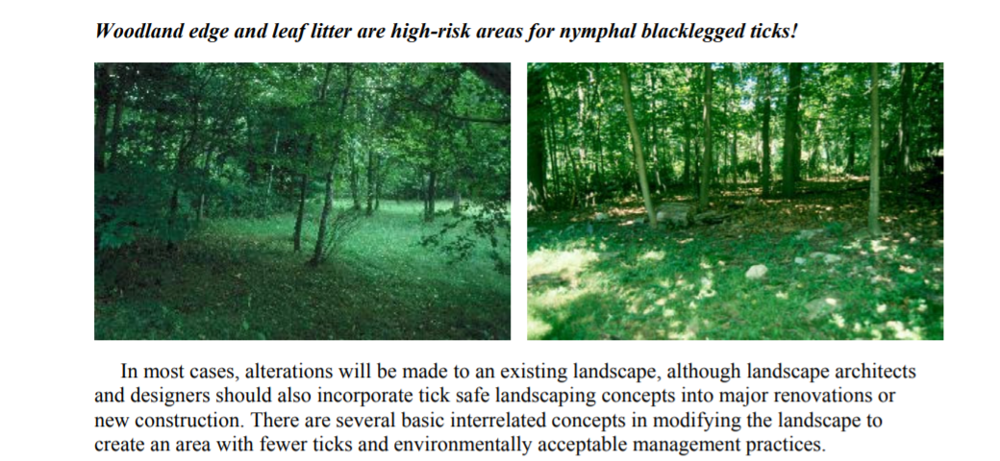 Woodland edge and leaf litter are high-risk areas for nymphal blacklegged ticks!
In most cases, alterations will be made to an existing landscape, although landscape architects
and designers should also incorporate tick safe landscaping concepts into major renovations or
new construction. There are several basic interrelated concepts in modifying the landscape to
create an area with fewer ticks and environmentally acceptable management practices.